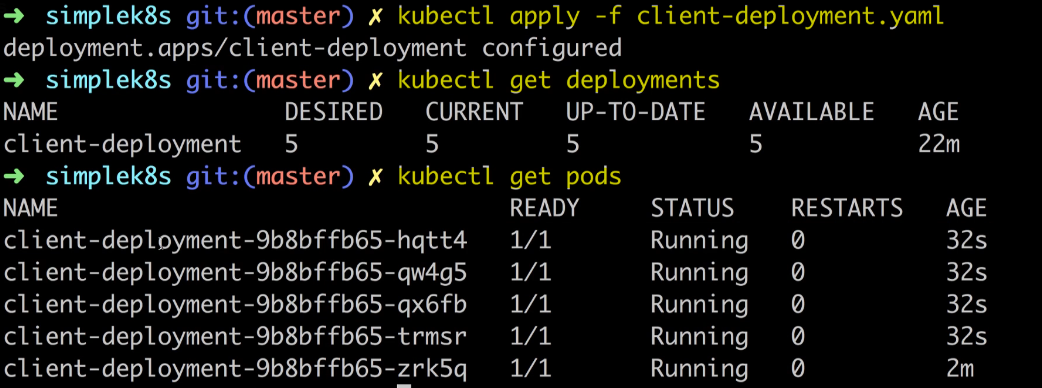 ➜ simplek8s git:(master) ✗ kubectl apply -f client-deployment.yaml
deployment.apps/client-deployment configured
➜ simplek8s git:(master) ✗ kubectl get deployments
NAME DESIRED CURRENT UP-TO-DATE AVAILABLE AGE
client-deployment 5 5 5 5 22m
➜ simplek8s git:(master) ✗ kubectl get pods
NAME READY STATUS RESTARTS AGE
client-deployment-9b8bffb65-hqtt4 1/1 Running 0 32s
client-deployment-9b8bffb65-qw4g5 1/1 Running 0 32s
client-deployment-9b8bffb65-qx6fb 1/1 Running 0 32s
client-deployment-9b8bffb65-trmsr 1/1 Running 0 32s
client-deployment-9b8bffb65-zrk5q 1/1 Running 0 2m